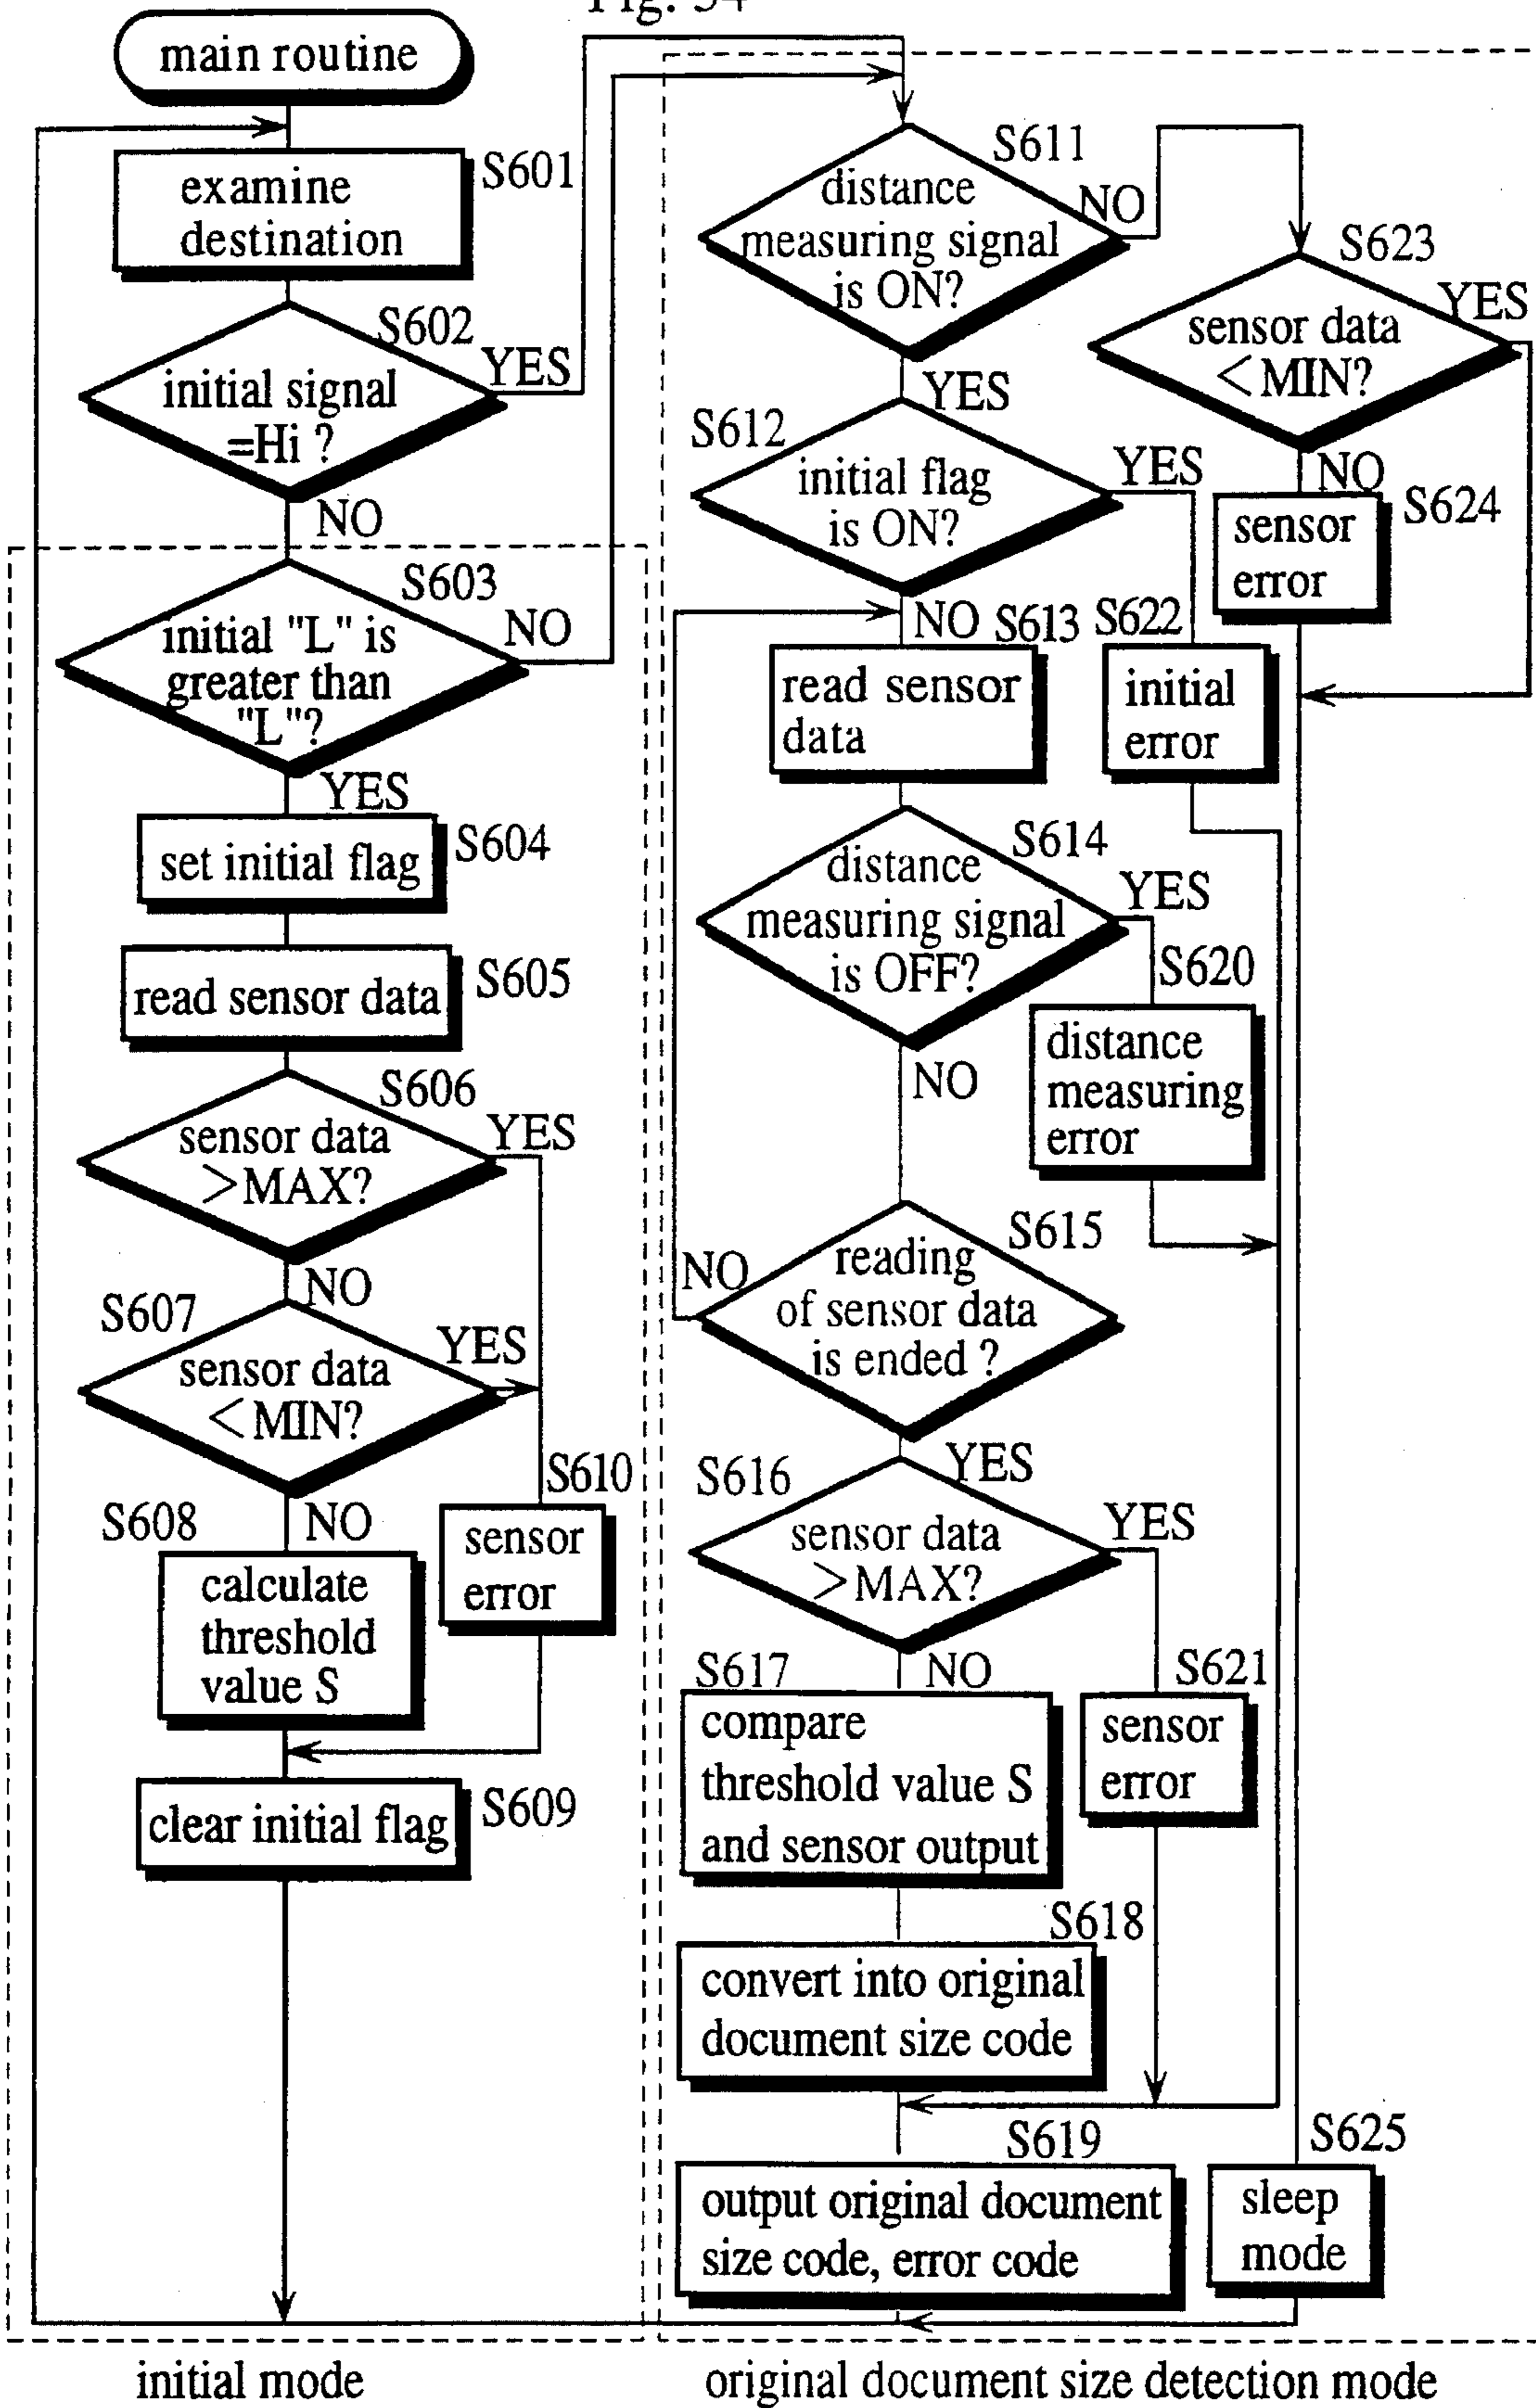 Fig. 34
main routine
examine
destination
S601
S602
initial signal
=Hi ?
YES
NO
S603
initial "L" is
greater than
"L"?
NO
YES
set initial flag
S604
read sensor data
S605
S606
sensor data
>MAX?
YES
NO
S607
sensor data
<MIN?
YES
NO
S608
calculate
threshold
value S
S610
sensor
error
clear initial flag
S609
initial mode
S611
distance
measuring signal
is ON?
NO
YES
S623
sensor data
<MIN?
YES
NO
S624
sensor
error
S612
initial flag
is ON?
YES
NO
S613
read sensor
data
S622
initial
error
S614
distance
measuring signal
is OFF?
YES
NO
S620
distance
measuring
error
S615
reading
of sensor data
is ended ?
NO
YES
S616
sensor data
>MAX?
YES
NO
S617
compare
threshold value S
and sensor output
S621
sensor
error
S618
convert into original
document size code
S619
output original document
size code, error code
S625
sleep
mode
original document size detection mode